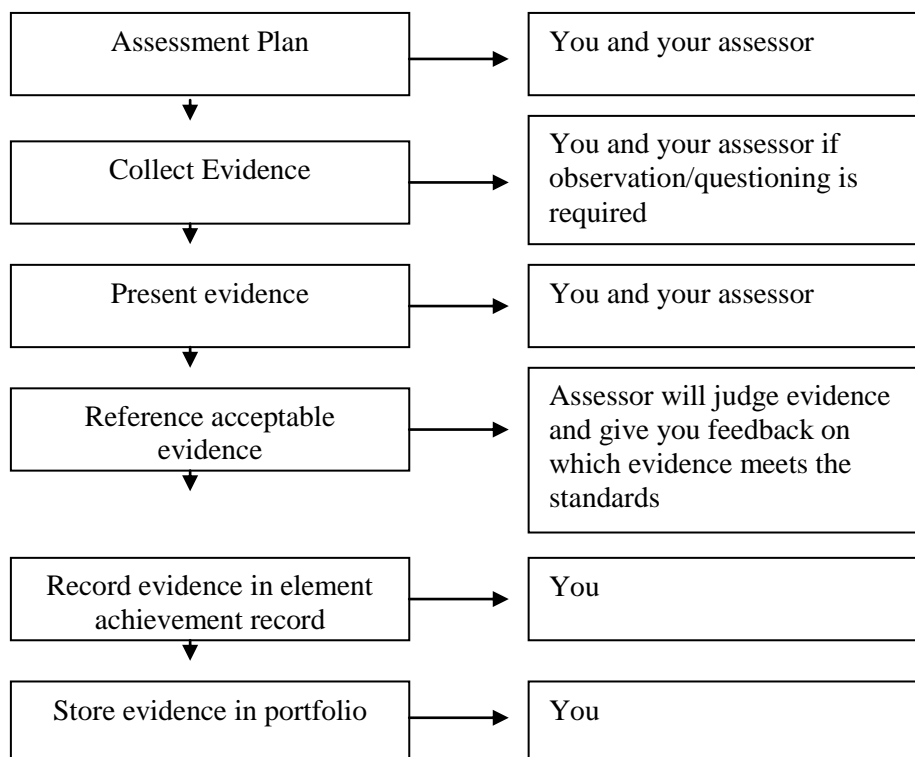 Assessment Plan
You and your assessor
Collect Evidence
You and your assessor if
observation/questioning is
required
Present evidence
You and your assessor
Reference acceptable
evidence
Assessor will judge evidence
and give you feedback on
which evidence meets the
standards
Record evidence in element
achievement record
You
Store evidence in portfolio
You